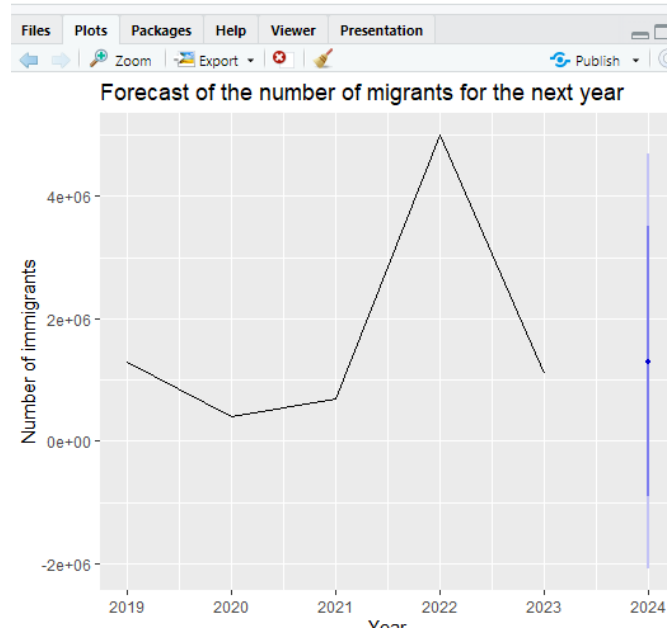 Files Plots Packages Help Viewer Presentation
Zoom Export Publish
Forecast of the number of migrants for the next year
Number of immigrants
4e+06
2e+06
0e+00
-2e+06
2019 2020 2021 2022 2023 2024
Year